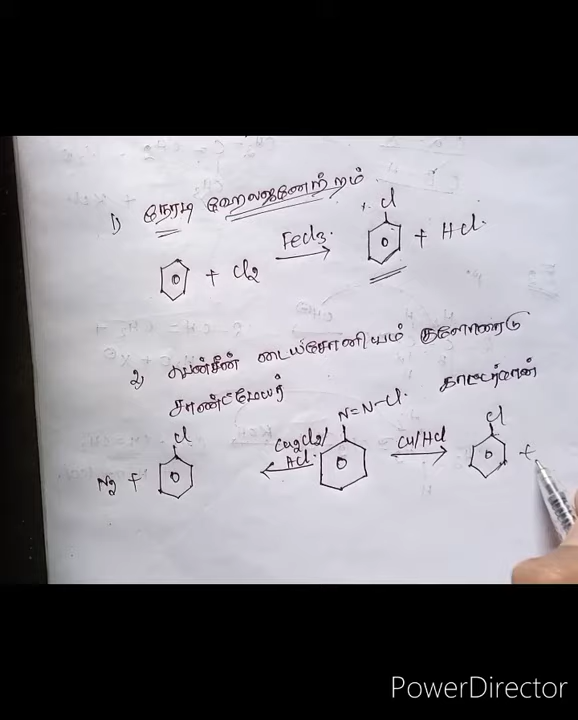 1) நேரடி ஹேலஜனேற்றம்
+ Cl2 FeCl3. Cl + HCl.
2) பென்சீன் டையசோனியம் குளோரைடு
சாண்ட்மேயர் காட்டர்மான்
N2 + Cl Cu2Cl2/HCl. N=N-Cl. Cu/HCl Cl +
PowerDirector